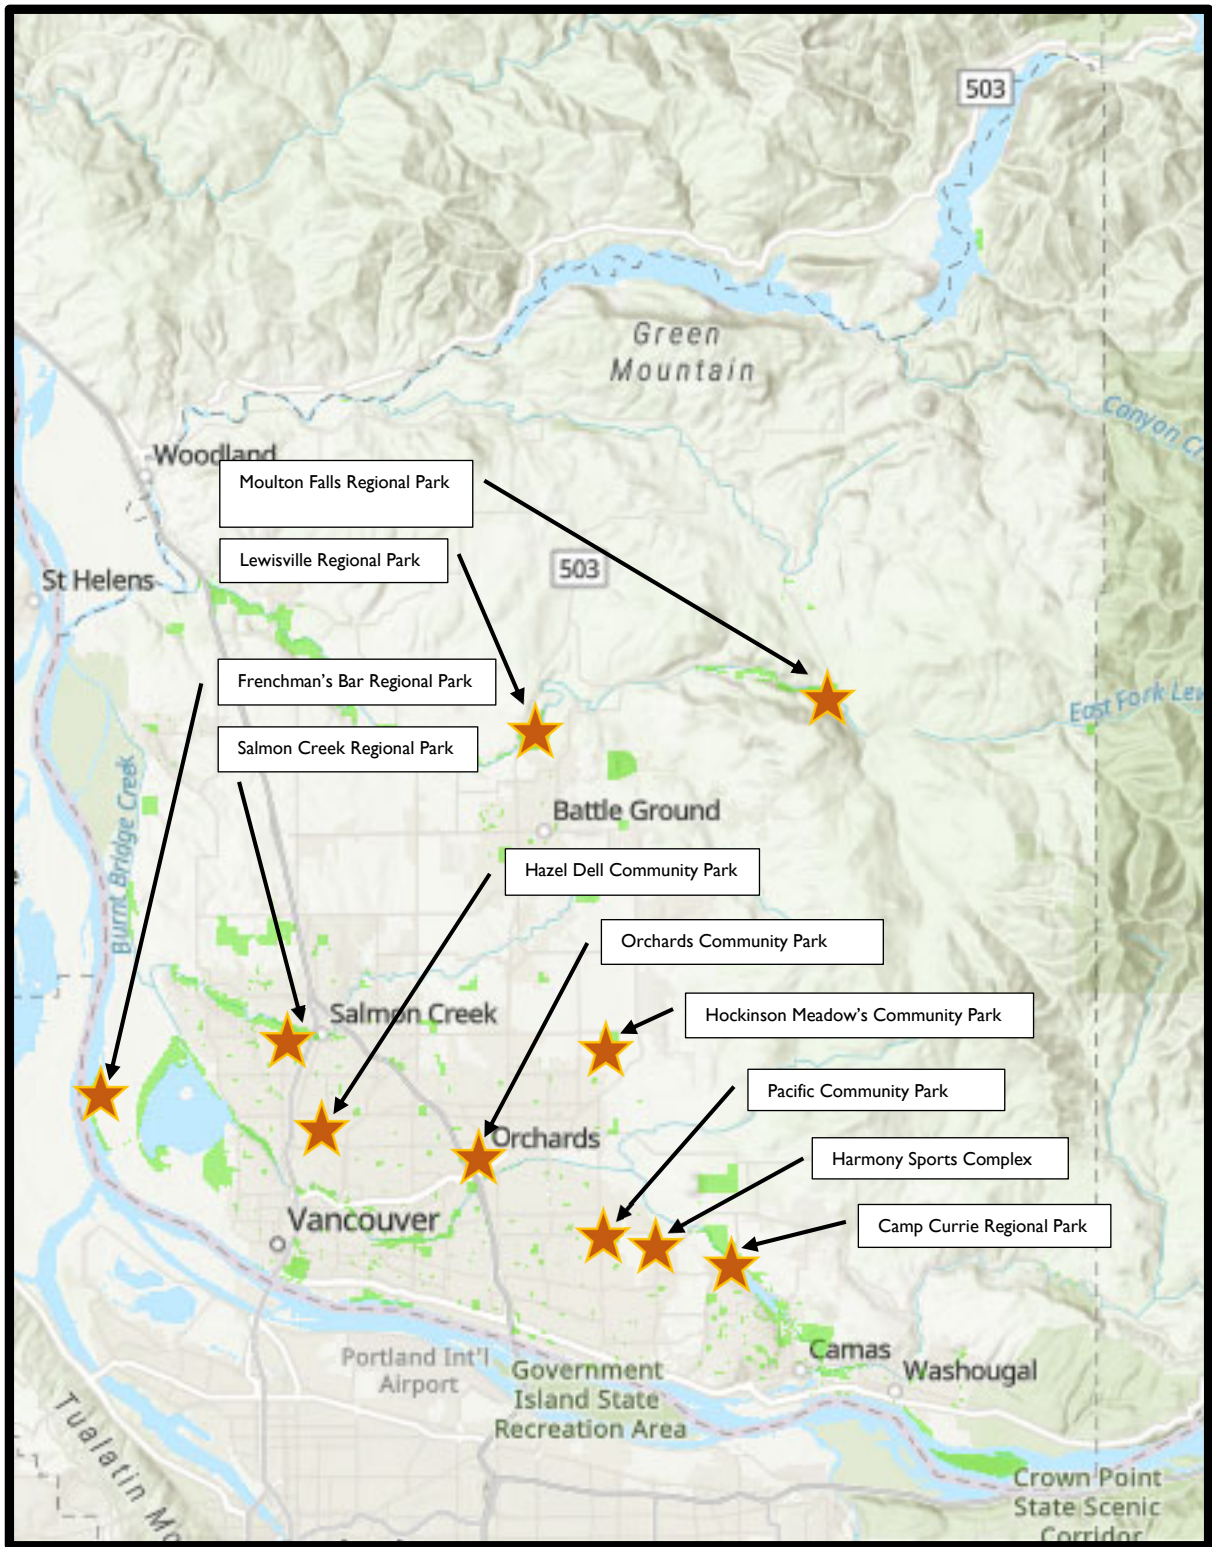 503
Green
Mountain
Canyon
Woodland
Moulton Falls Regional Park
Lewisville Regional Park
503
St Helens
Frenchman's Bar Regional Park
East Fork
Salmon Creek Regional Park
Burnt Bridge Creek
Battle Ground
Hazel Dell Community Park
Orchards Community Park
Salmon Creek
Hockinson Meadow's Community Park
Pacific Community Park
Orchards
Harmony Sports Complex
Vancouver
Camp Currie Regional Park
Portland Int'l
Airport
Government
Island State
Recreation Area
Camas
Washougal
Tualatin
Crown Point
State Scenic
Corridor